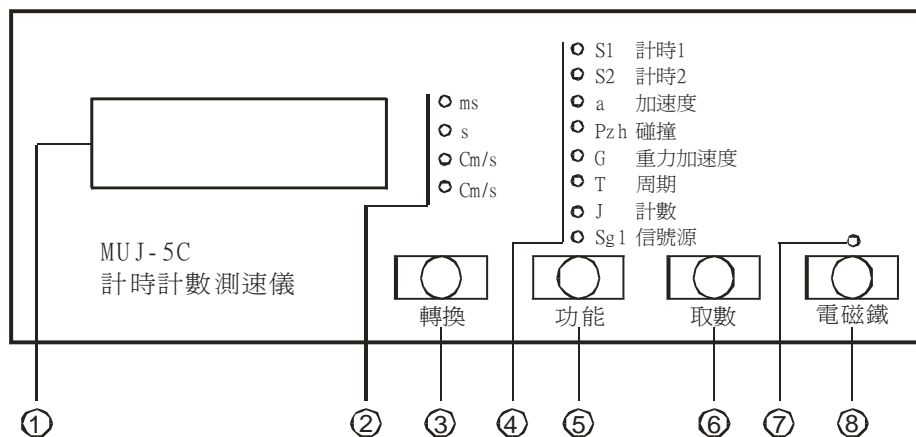 S1 計時1
S2 計時2
a 加速度
Pzh 碰撞
G 重力加速度
T 周期
J 計數
Sg1 信號源
ms
s
Cm/s
Cm/s
MUJ-5C
計時計數測速儀
轉換
功能
取數
電磁鐵
① ② ③ ④ ⑤ ⑥ ⑦ ⑧